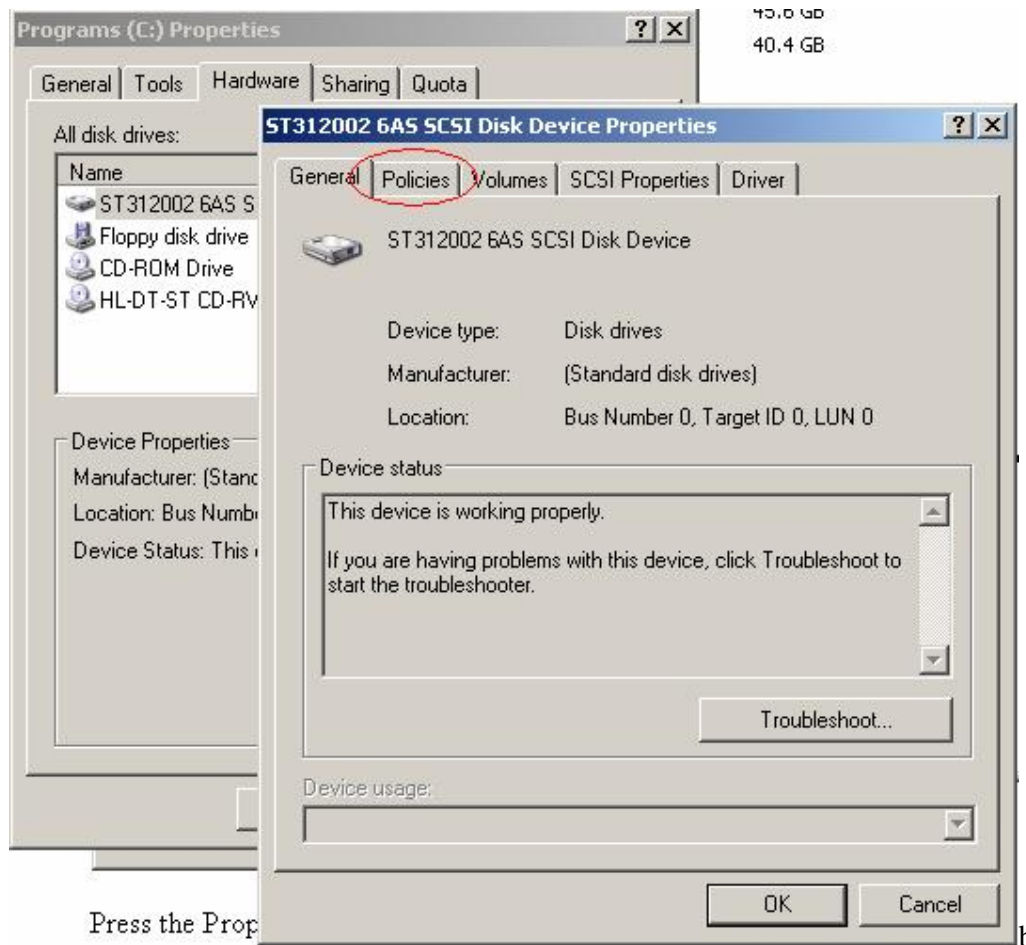 45.6 GB
40.4 GB
Programs (C:) Properties
General Tools Hardware Sharing Quota
All disk drives:
Name
ST312002 6AS S
Floppy disk drive
CD-ROM Drive
HL-DT-ST CD-RW
Device Properties
Manufacturer: (Stand
Location: Bus Numbe
Device Status: This
ST312002 6AS SCSI Disk Device Properties
General Policies Volumes SCSI Properties Driver
ST312002 6AS SCSI Disk Device
Device type: Disk drives
Manufacturer: (Standard disk drives)
Location: Bus Number 0, Target ID 0, LUN 0
Device status
This device is working properly.
If you are having problems with this device, click Troubleshoot to
start the troubleshooter.
Troubleshoot...
Device usage:
OK Cancel
Press the Prop